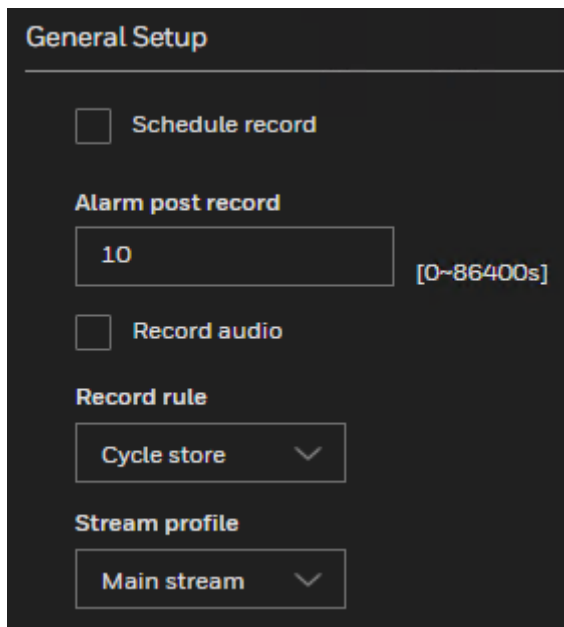 General Setup
Schedule record
Alarm post record
10
[0~86400s]
Record audio
Record rule
Cycle store
Stream profile
Main stream